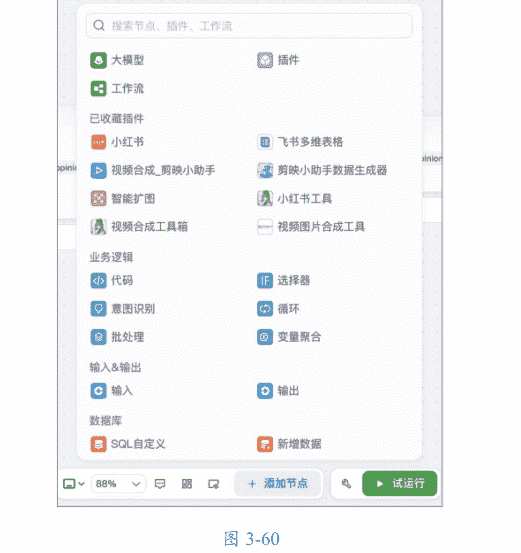 搜索节点、插件、工作流
大模型 插件
工作流
已收藏插件
小红书 飞书多维表格
视频合成_剪映小助手 剪映小助手数据生成器
智能扩图 小红书工具
视频合成工具箱 视频图片合成工具
业务逻辑
代码 选择器
意图识别 循环
批处理 变量聚合
输入&输出
输入 输出
数据库
SQL自定义 新增数据
88% + 添加节点 试运行
图 3-60